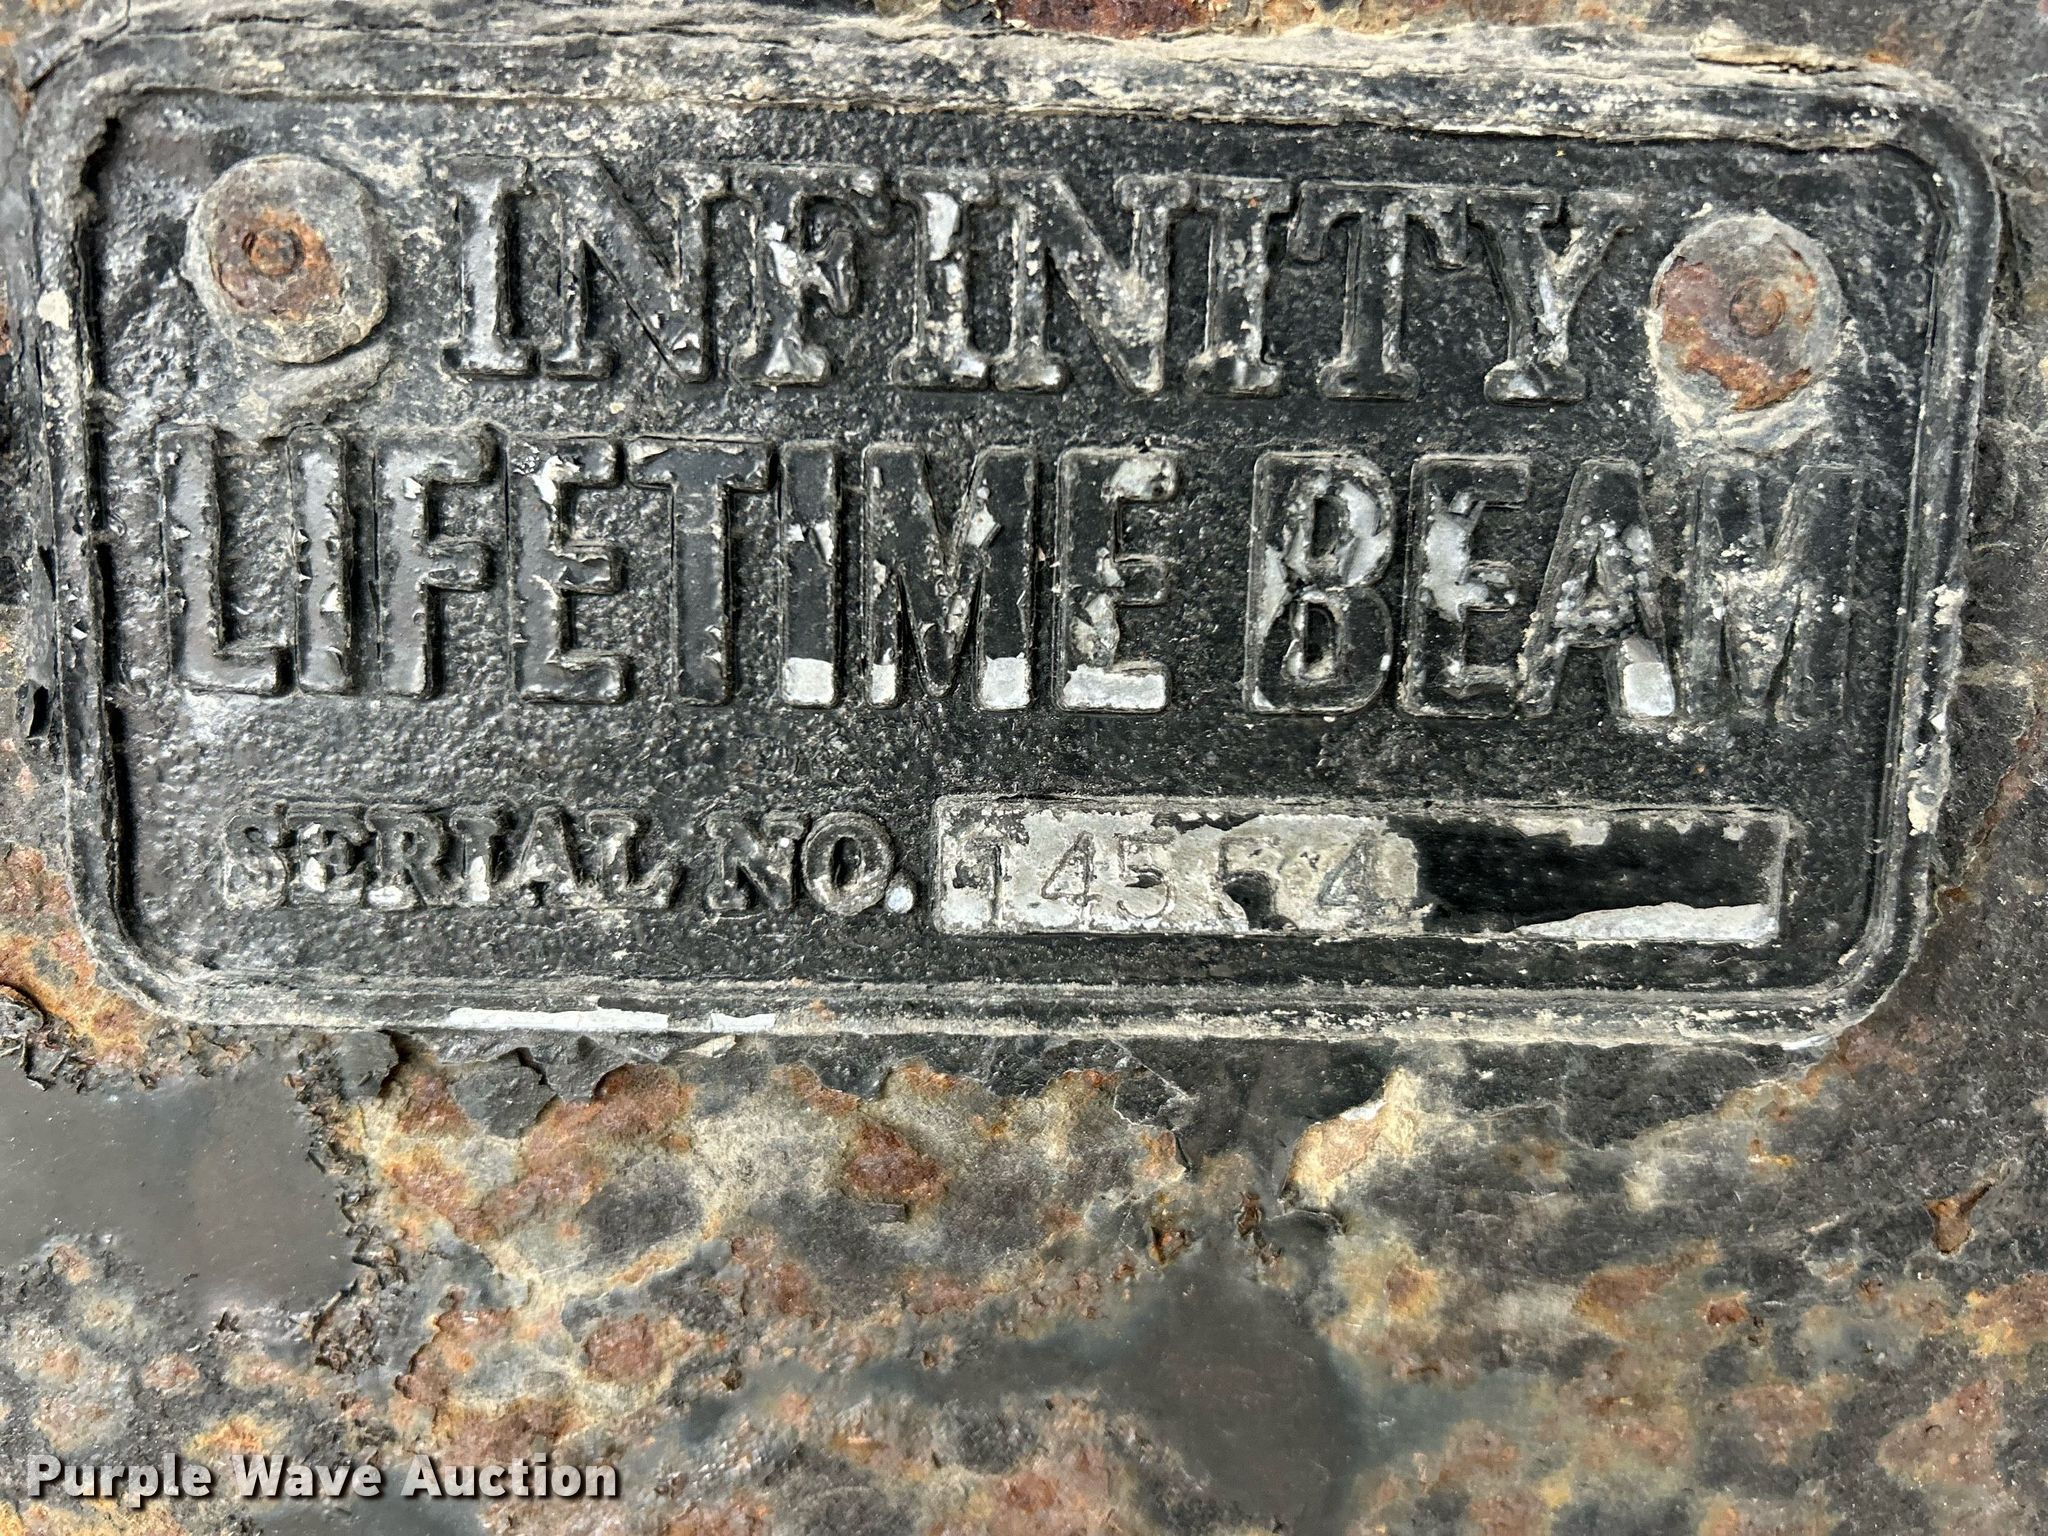 INFINITY
LIFETIME BEAM
SERIAL NO.
Purple Wave Auction